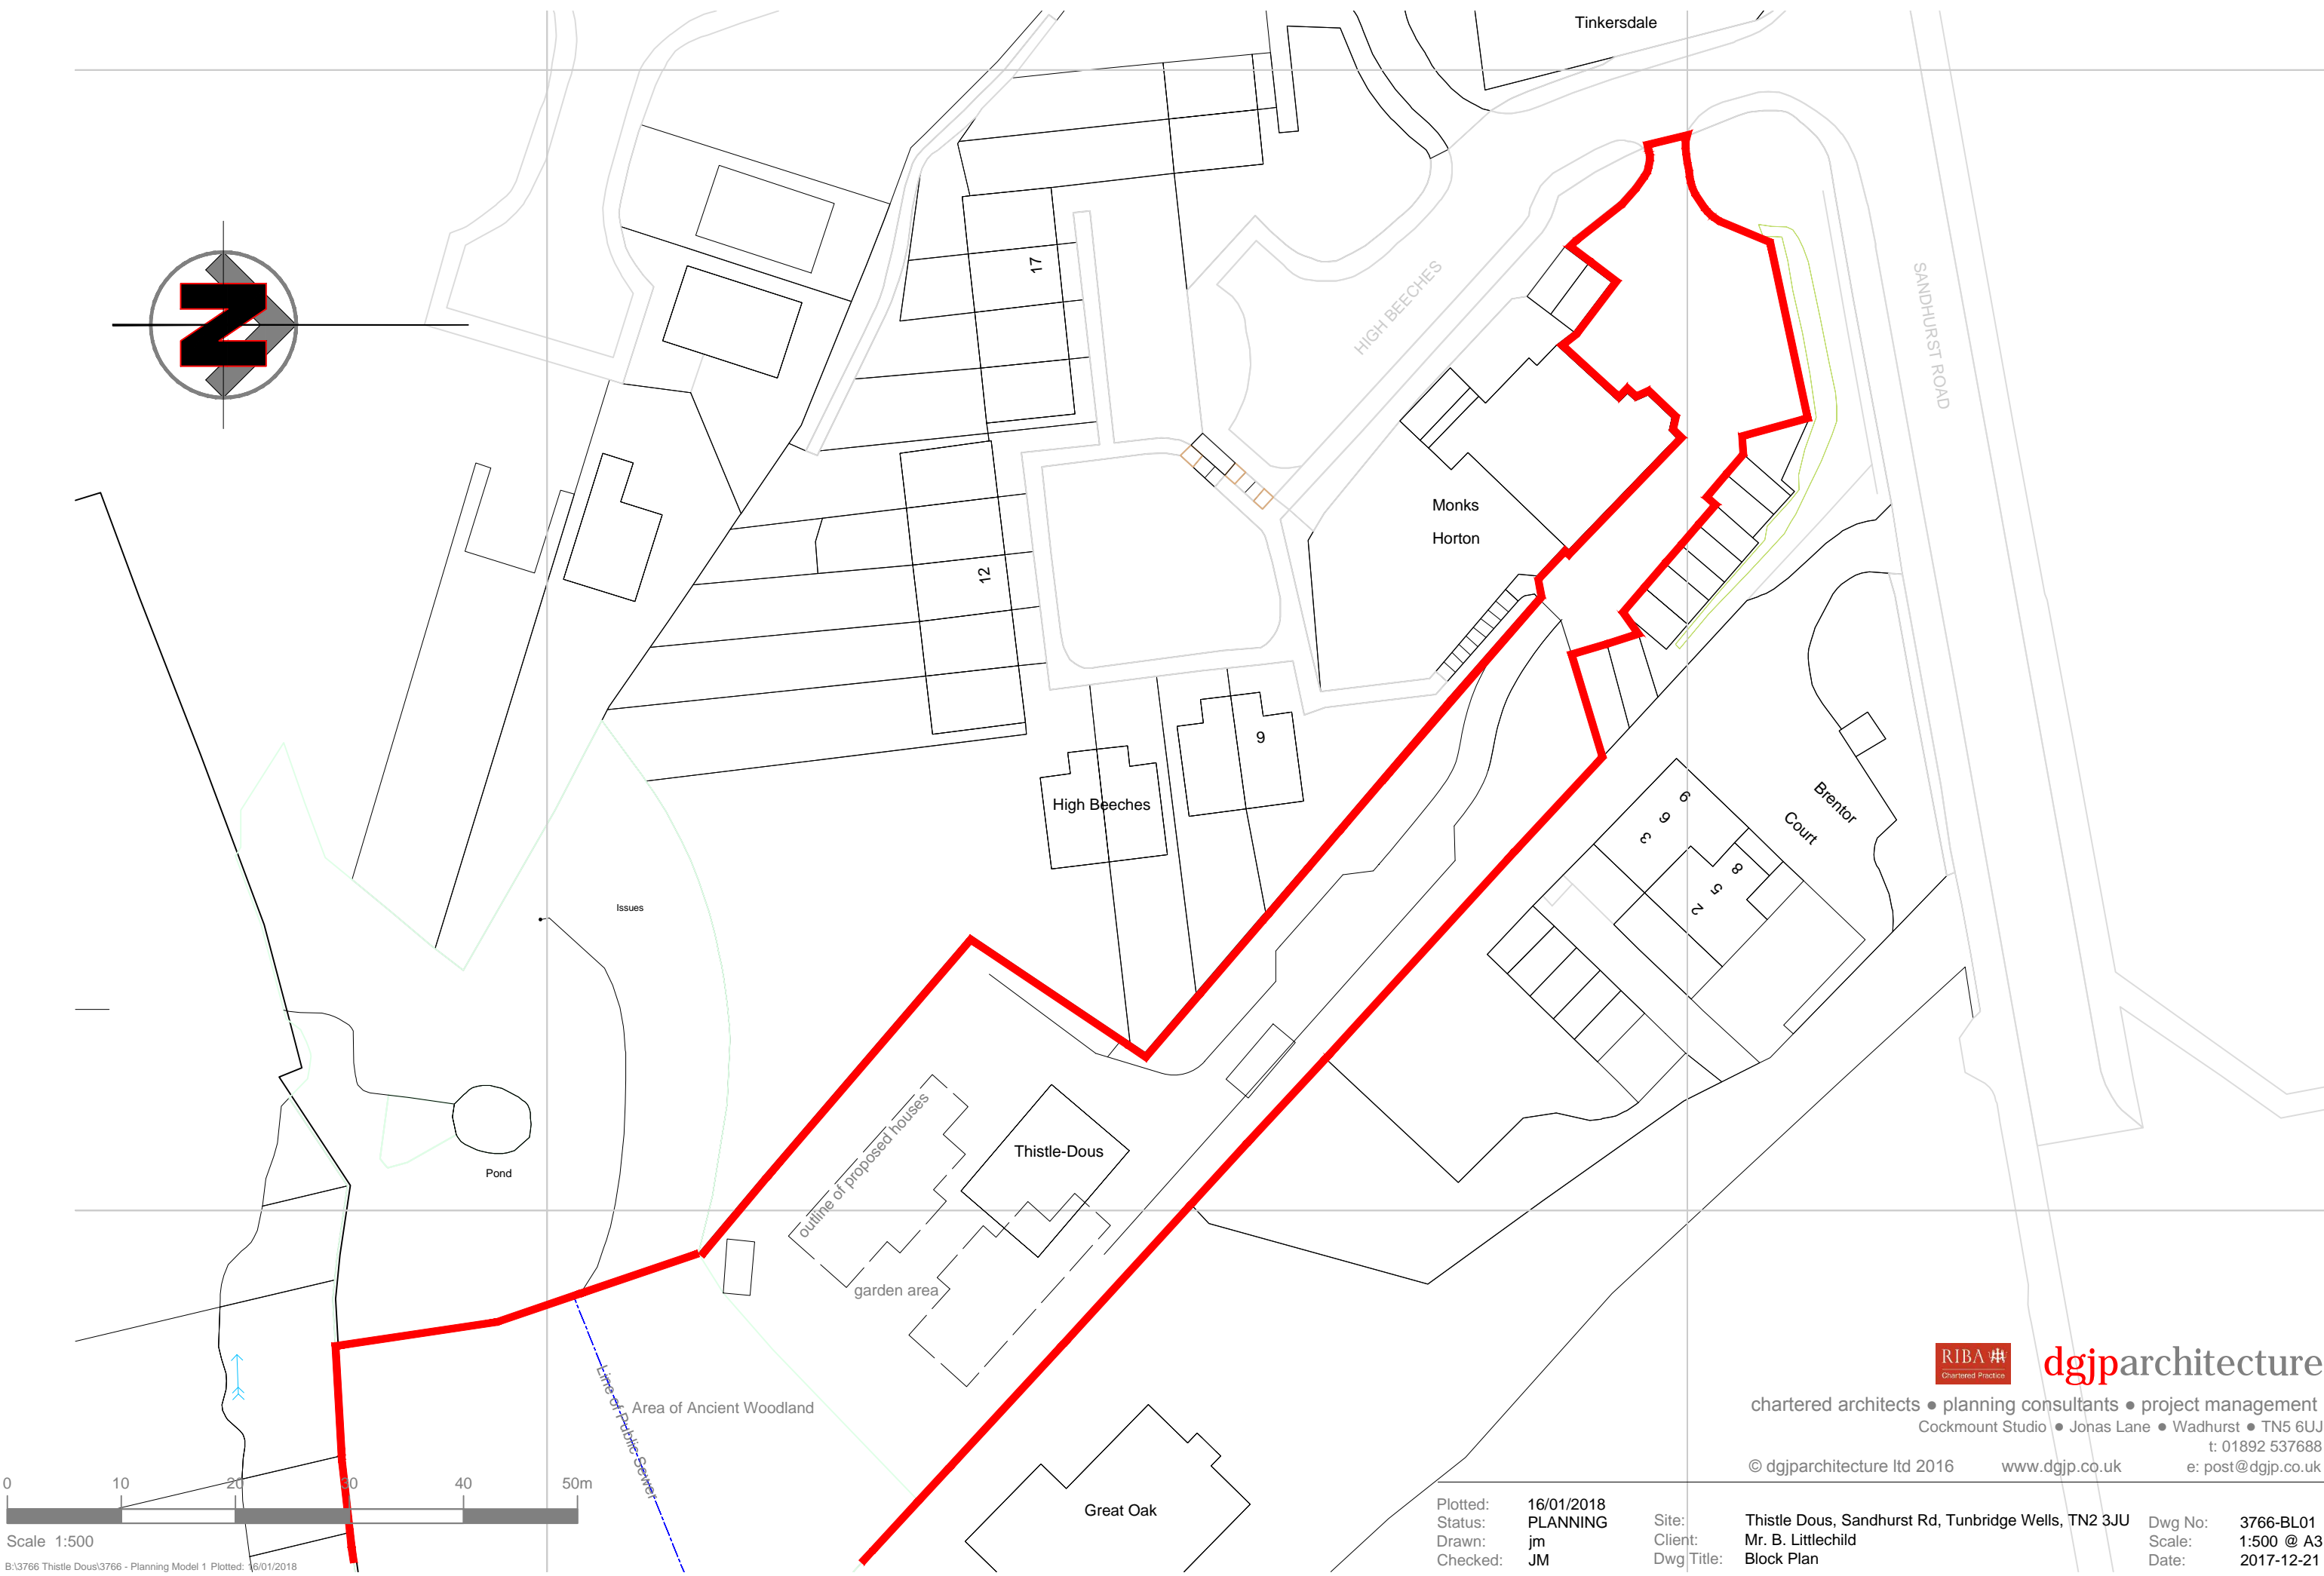 Tinkersdale
N
17
HIGH BEECHES
SANDHURST ROAD
Monks
Horton
12
9
High Beeches
Brentor
Court
9
6
3
8
5
2
Issues
Pond
Thistle-Dous
outline of proposed houses
garden area
Line of Public Sewer
Area of Ancient Woodland
Great Oak
0 10 20 30 40 50m
Scale 1:500
B:\3766 Thistle Dous\3766 - Planning Model 1 Plotted: 16/01/2018
RIBA
Chartered Practice
dgjparchitecture
chartered architects ● planning consultants ● project management
Cockmount Studio ● Jonas Lane ● Wadhurst ● TN5 6UJ
t: 01892 537688
© dgjparchitecture ltd 2016 www.dgjp.co.uk e: post@dgjp.co.uk
Plotted: 16/01/2018
Status: PLANNING
Drawn: jm
Checked: JM
Site: Thistle Dous, Sandhurst Rd, Tunbridge Wells, TN2 3JU
Client: Mr. B. Littlechild
Dwg Title: Block Plan
Dwg No: 3766-BL01
Scale: 1:500 @ A3
Date: 2017-12-21